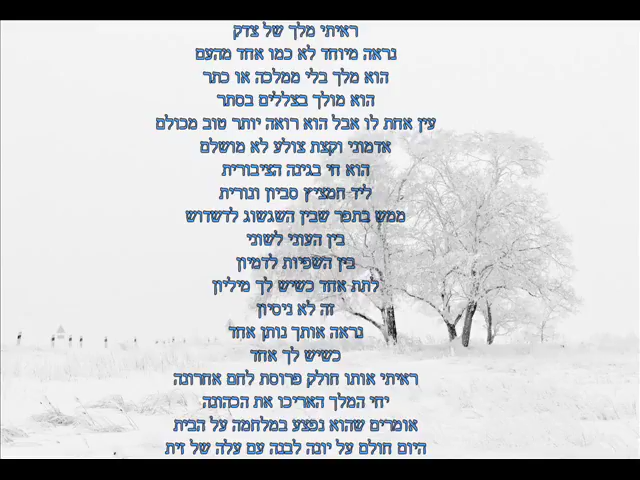 ראיתי מלך של צדק
נראה מיוחד לא כמו אחד מהעם
הוא מלך בלי ממלכה או כתר
הוא מולך בצללים בסתר
עין אחת לו אבל הוא רואה יותר טוב מכולם
אדמוני וקצת צולע לא מושלם
הוא חי בגינה הציבורית
ליד חמציץ סביון ונורית
ממש בתפר שבין השגשוג לדשדוש
בין העוני לשוני
בין השפיות לדמיון
לתת אחד כשיש לך מיליון
זה לא ניסיון
נראה אותך נותן אחד
כשיש לך אחד
ראיתי אותו חולק פרוסת לחם אחרונה
יחי המלך האריכו את הכהונה
אומרים שהוא נפצע במלחמה על הבית
היום חולם על יונה לבנה עם עלה של זית